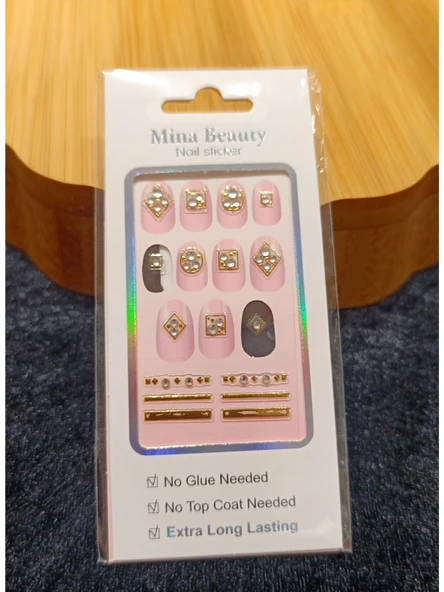 Mina Beauty
Nail sticker
No Glue Needed
No Top Coat Needed
Extra Long Lasting